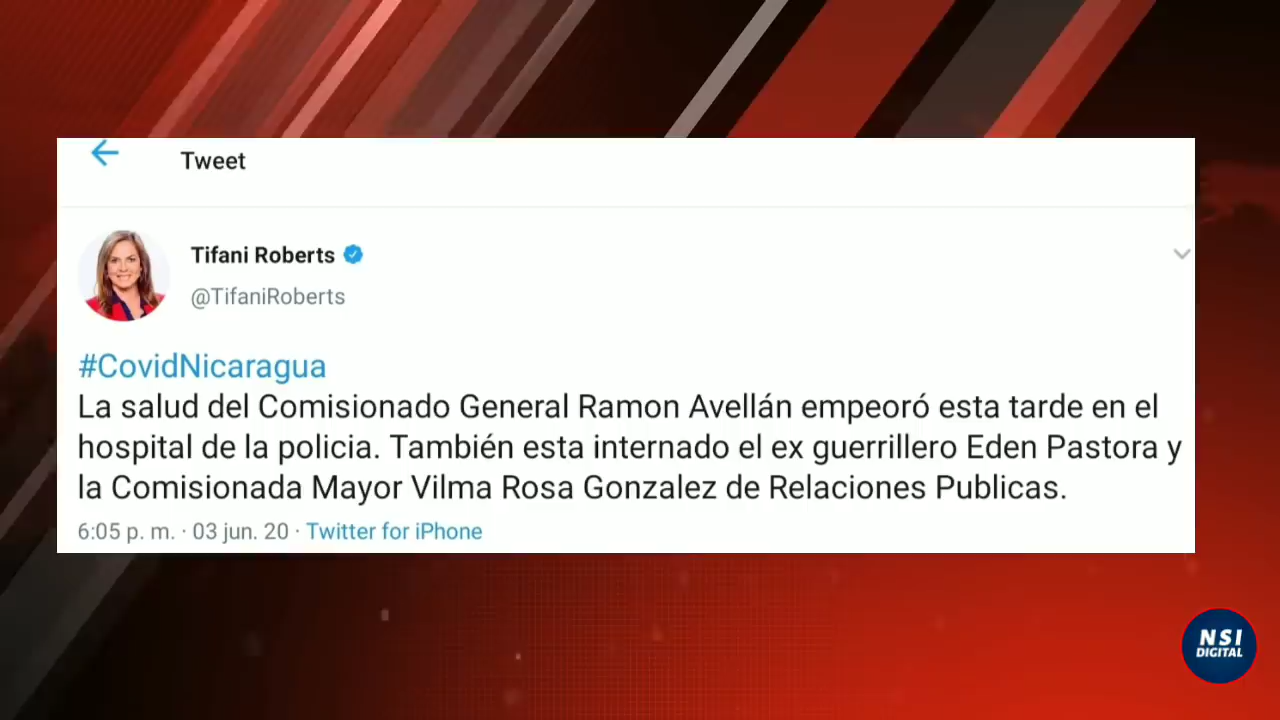 Tweet
Tifani Roberts
@TifaniRoberts
#CovidNicaragua
La salud del Comisionado General Ramon Avellán empeoró esta tarde en el
hospital de la policia. También esta internado el ex guerrillero Eden Pastora y
la Comisionada Mayor Vilma Rosa Gonzalez de Relaciones Publicas.
6:05 p. m. · 03 jun. 20 · Twitter for iPhone
NSI
DIGITAL